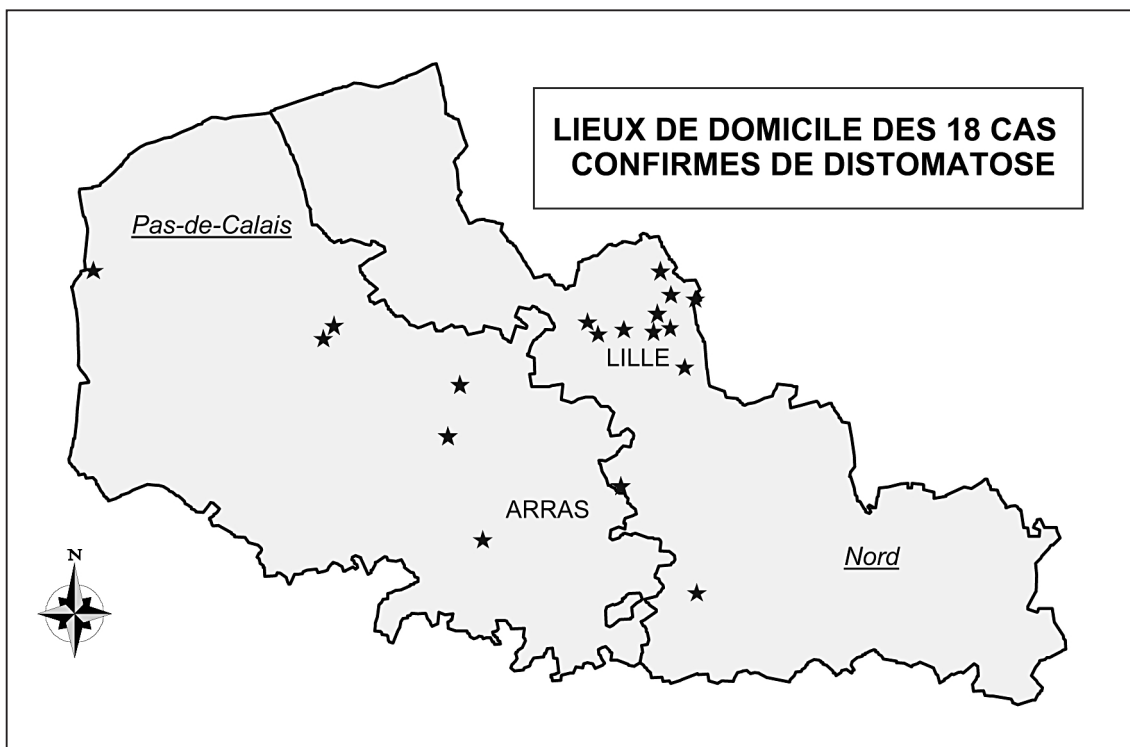 LIEUX DE DOMICILE DES 18 CAS
CONFIRMES DE DISTOMATOSE
Pas-de-Calais
LILLE
ARRAS
Nord
N